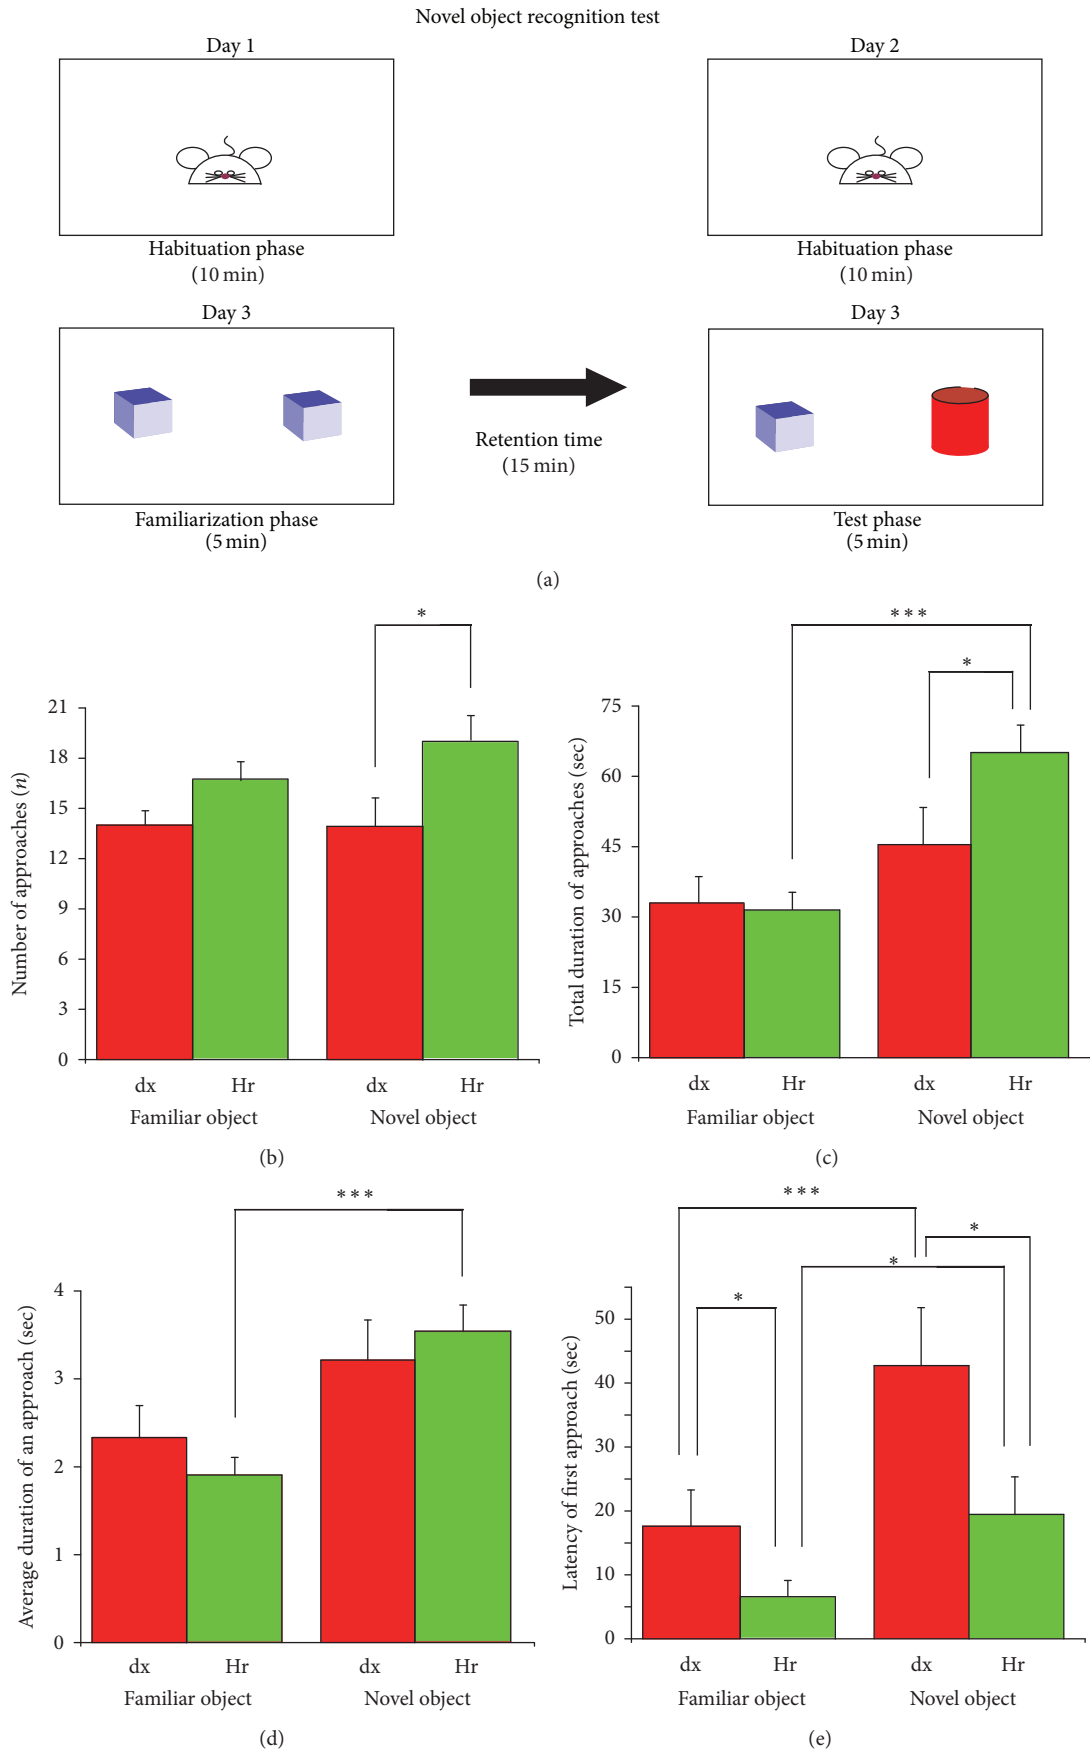 Novel object recognition test
Day 1
Day 2
Habituation phase
(10 min)
Habituation phase
(10 min)
Day 3
Day 3
Retention time
(15 min)
Familiarization phase
(5 min)
Test phase
(5 min)
(a)
*
21
18
15
12
9
6
3
0
Number of approaches (n)
dx
Hr
dx
Hr
Familiar object
Novel object
(b)
***
*
75
60
45
30
15
0
Total duration of approaches (sec)
dx
Hr
dx
Hr
Familiar object
Novel object
(c)
***
4
3
2
1
0
Average duration of an approach (sec)
dx
Hr
dx
Hr
Familiar object
Novel object
(d)
***
*
*
*
50
40
30
20
10
0
Latency of first approach (sec)
dx
Hr
dx
Hr
Familiar object
Novel object
(e)